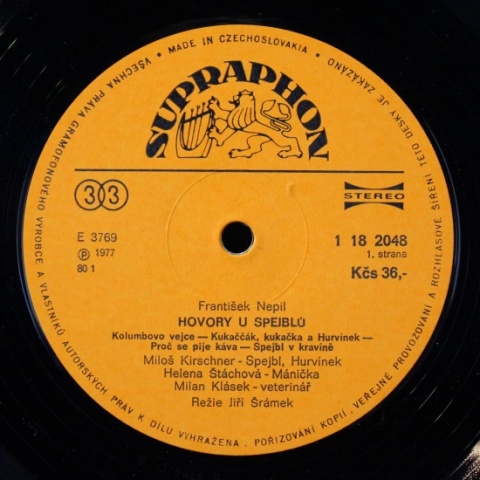 VŠECHNA PRÁVA GRAMOFONOVÉHO VÝROBCE A VLASTNÍKŮ AUTORSKÝCH PRÁV K DÍLU VYHRAŽENA. POŘIZOVÁNÍ KOPIÍ, VEŘEJNÉ PROVOZOVÁNÍ A ROZHLASOVÉ ŠÍŘENÍ TÉTO DESKY JE ZAKÁZÁNO • MADE IN CZECHOSLOVAKIA •
SUPRAPHON
33
STEREO
E 3769
Ⓟ 1977
80 1
1 18 2048
1. strana
Kčs 36,-
František Nepil
HOVORY U SPEJBLŮ
Kolumbovo vejce — Kukaččák, kukačka a Hurvínek —
Proč se pije káva — Spejbl v kravíně
Miloš Kirschner - Spejbl, Hurvínek
Helena Štáchová - Mánička
Milan Klásek - veterinář
Režie Jiří Šrámek